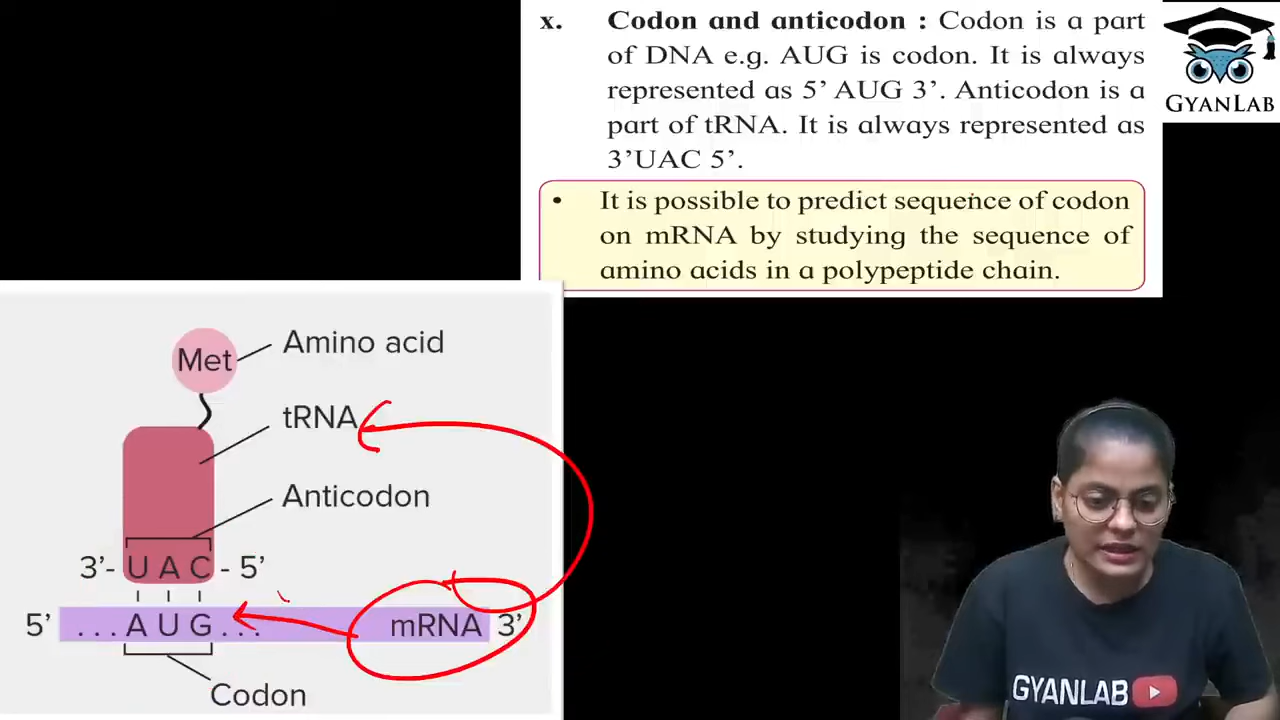 x. Codon and anticodon : Codon is a part
of DNA e.g. AUG is codon. It is always
represented as 5’ AUG 3’. Anticodon is a
part of tRNA. It is always represented as
3’UAC 5’.
• It is possible to predict sequence of codon
on mRNA by studying the sequence of
amino acids in a polypeptide chain.
GYANLAB
Met
Amino acid
tRNA
Anticodon
3’- U A C - 5’
5’ ...A U G... mRNA 3’
Codon
GYANLAB